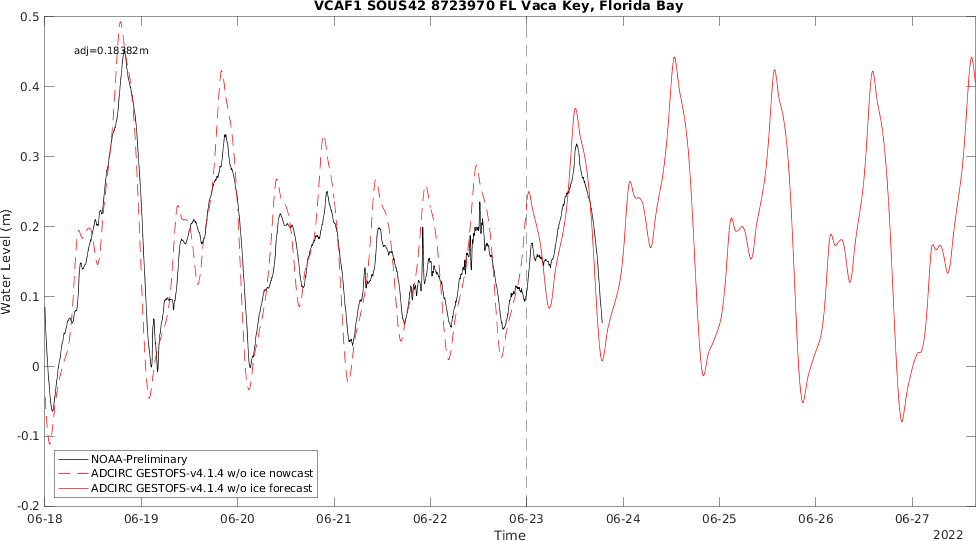 VCAF1 SOUS42 8723970 FL Vaca Key, Florida Bay
adj=0.18382m
Water Level (m)
0.5
0.4
0.3
0.2
0.1
0
-0.1
-0.2
NOAA-Preliminary
ADCIRC GESTOFS-v4.1.4 w/o ice nowcast
ADCIRC GESTOFS-v4.1.4 w/o ice forecast
06-18 06-19 06-20 06-21 06-22 06-23 06-24 06-25 06-26 06-27
Time
2022